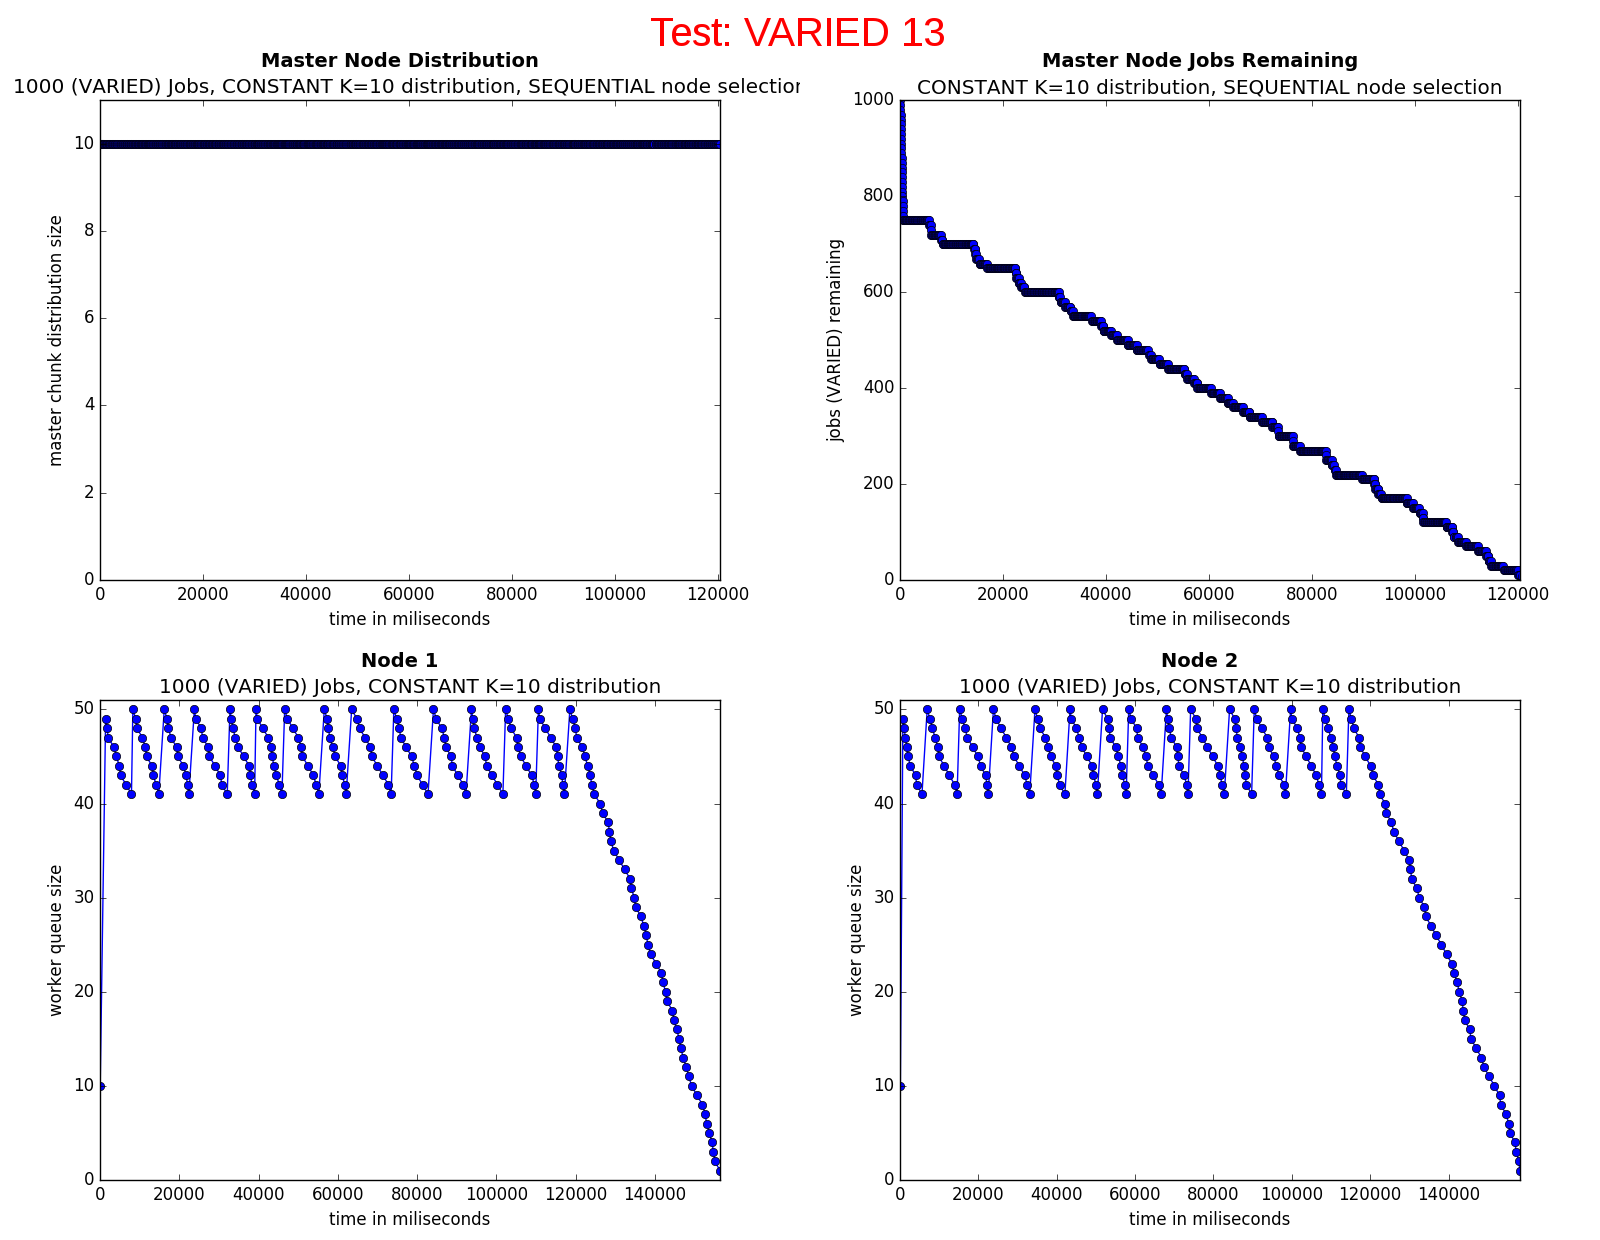 Test: VARIED 13
Master Node Distribution
1000 (VARIED) Jobs, CONSTANT K=10 distribution, SEQUENTIAL node selection
10
8
6
4
2
0
master chunk distribution size
0 20000 40000 60000 80000 100000 120000
time in miliseconds
Master Node Jobs Remaining
CONSTANT K=10 distribution, SEQUENTIAL node selection
1000
800
600
400
200
0
jobs (VARIED) remaining
0 20000 40000 60000 80000 100000 120000
time in miliseconds
Node 1
1000 (VARIED) Jobs, CONSTANT K=10 distribution
50
40
30
20
10
0
worker queue size
0 20000 40000 60000 80000 100000 120000 140000
time in miliseconds
Node 2
1000 (VARIED) Jobs, CONSTANT K=10 distribution
50
40
30
20
10
0
worker queue size
0 20000 40000 60000 80000 100000 120000 140000
time in miliseconds